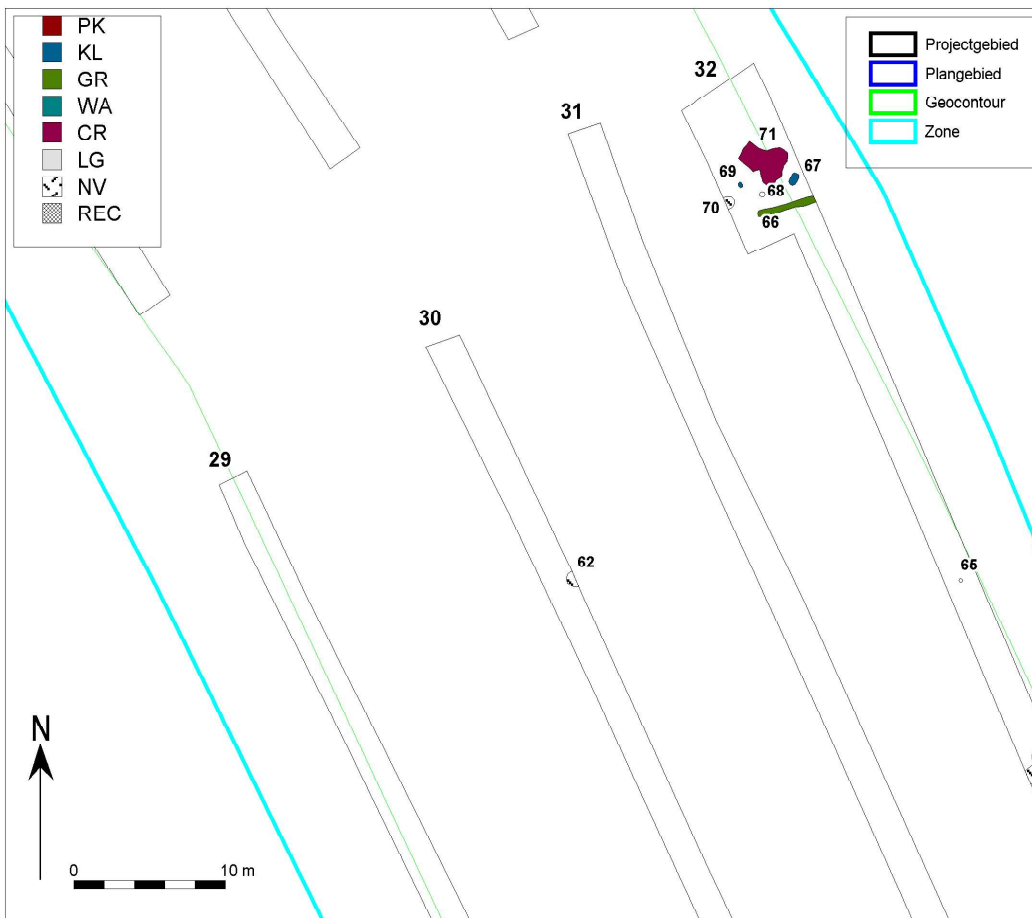 PK
KL
GR
WA
CR
LG
NV
REC
Projectgebied
Plangebied
Geocontour
Zone
32
31
71
67
69
68
70
66
30
62
65
29
N
0 10 m